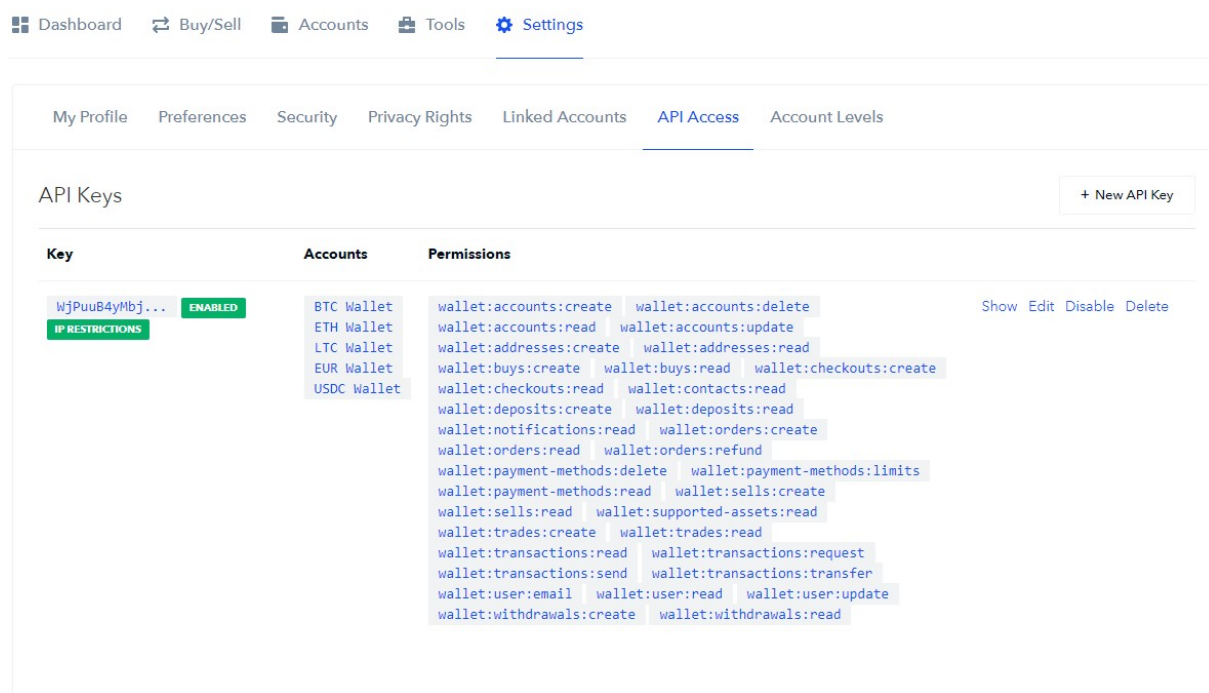 Dashboard Buy/Sell Accounts Tools Settings
My Profile Preferences Security Privacy Rights Linked Accounts API Access Account Levels
API Keys + New API Key
Key Accounts Permissions
WjPuuB4yMbj... ENABLED BTC Wallet wallet:accounts:create wallet:accounts:delete Show Edit Disable Delete
IP RESTRICTIONS ETH Wallet wallet:accounts:read wallet:accounts:update
LTC Wallet wallet:addresses:create wallet:addresses:read
EUR Wallet wallet:buys:create wallet:buys:read wallet:checkouts:create
USDC Wallet wallet:checkouts:read wallet:contacts:read
wallet:deposits:create wallet:deposits:read
wallet:notifications:read wallet:orders:create
wallet:orders:read wallet:orders:refund
wallet:payment-methods:delete wallet:payment-methods:limits
wallet:payment-methods:read wallet:sells:create
wallet:sells:read wallet:supported-assets:read
wallet:trades:create wallet:trades:read
wallet:transactions:read wallet:transactions:request
wallet:transactions:send wallet:transactions:transfer
wallet:user:email wallet:user:read wallet:user:update
wallet:withdrawals:create wallet:withdrawals:read